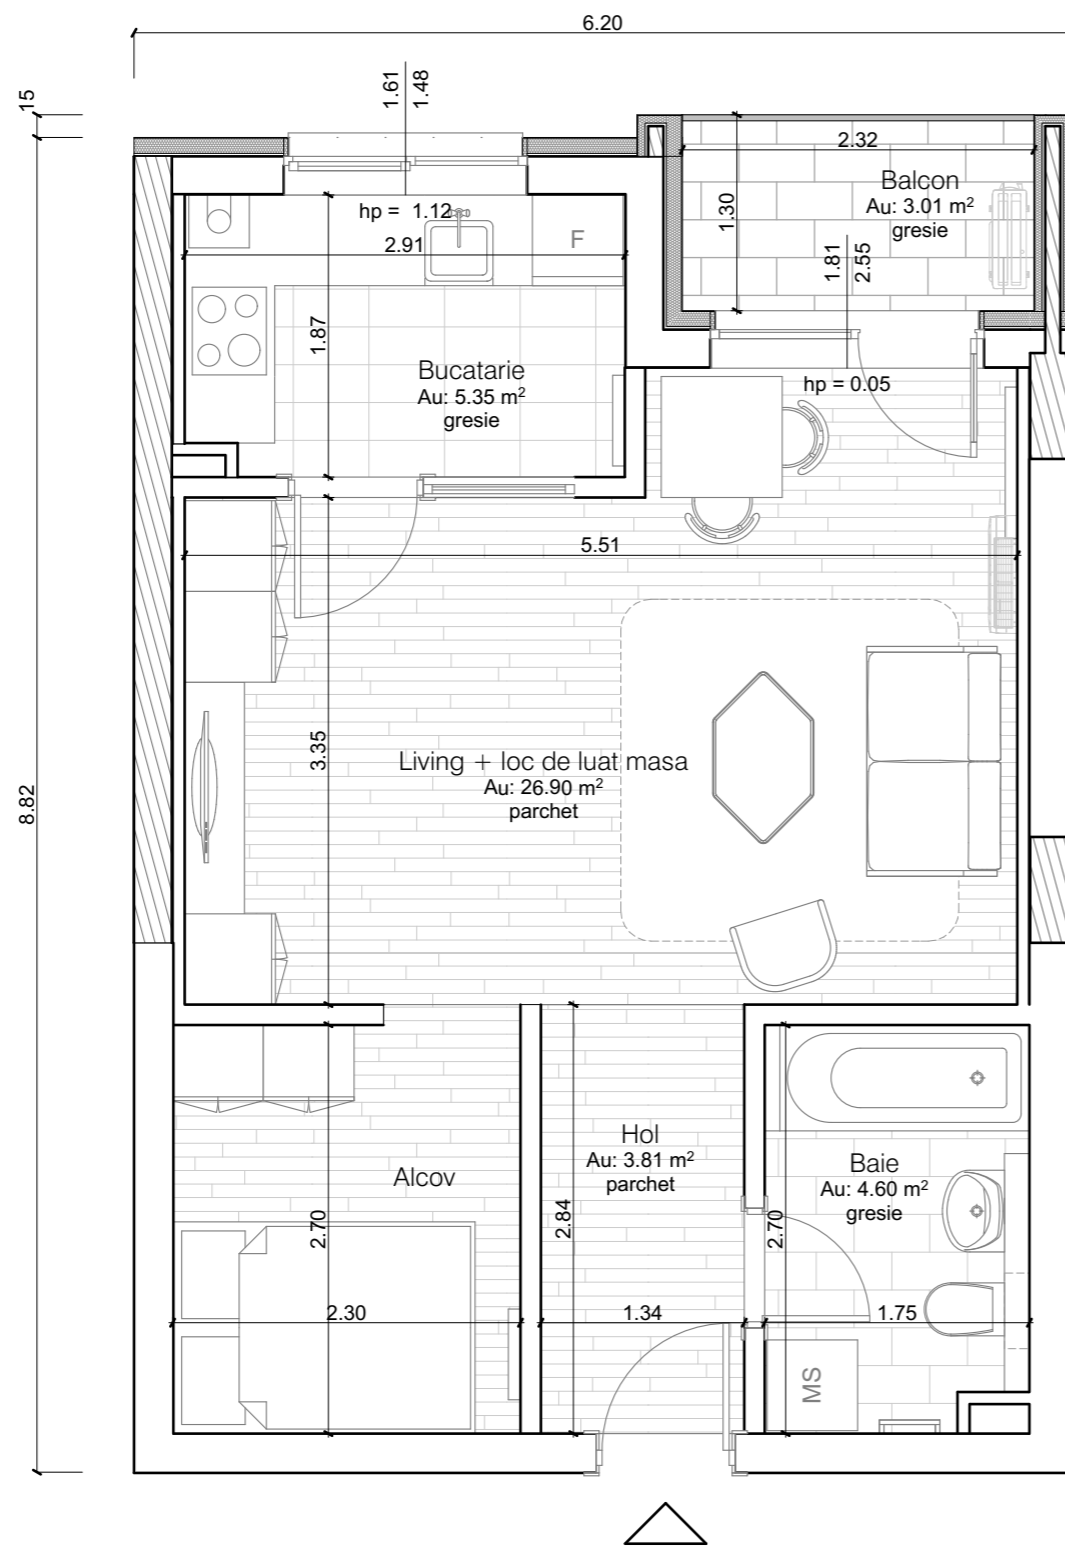 6.20
15
1.61
1.48
2.32
Balcon
Au: 3.01 m²
gresie
1.30
hp = 1.12
2.91
F
1.81
2.55
1.87
Bucatarie
Au: 5.35 m²
gresie
hp = 0.05
5.51
8.82
3.35
Living + loc de luat masa
Au: 26.90 m²
parchet
Hol
Au: 3.81 m²
parchet
Baie
Au: 4.60 m²
gresie
Alcov
2.70
2.84
2.70
2.30
1.34
1.75
MS